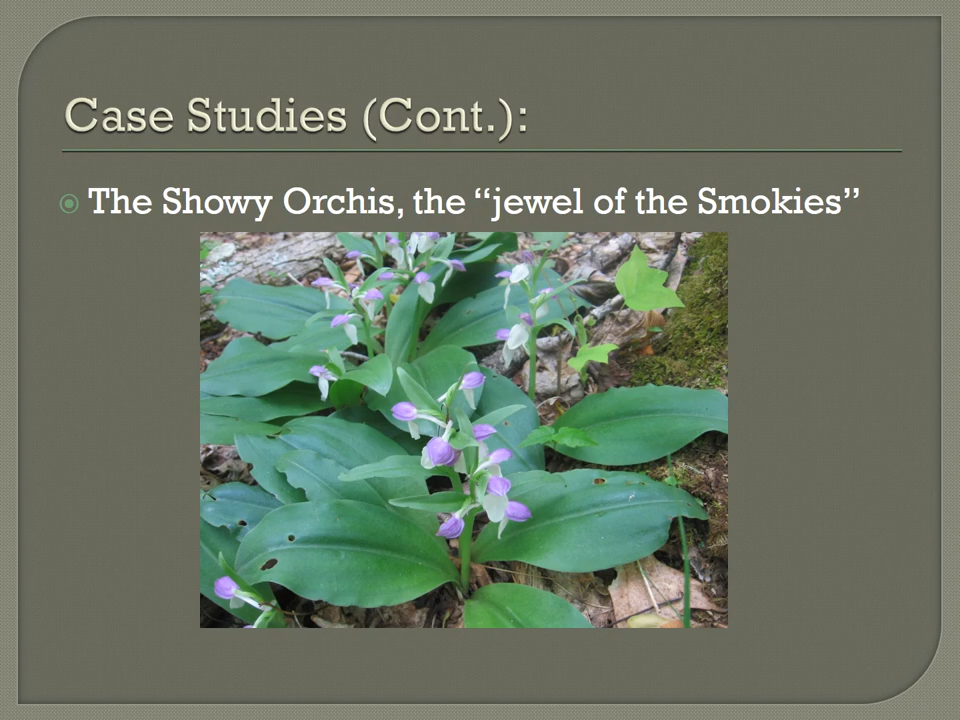 Case Studies (Cont.):
The Showy Orchis, the “jewel of the Smokies”